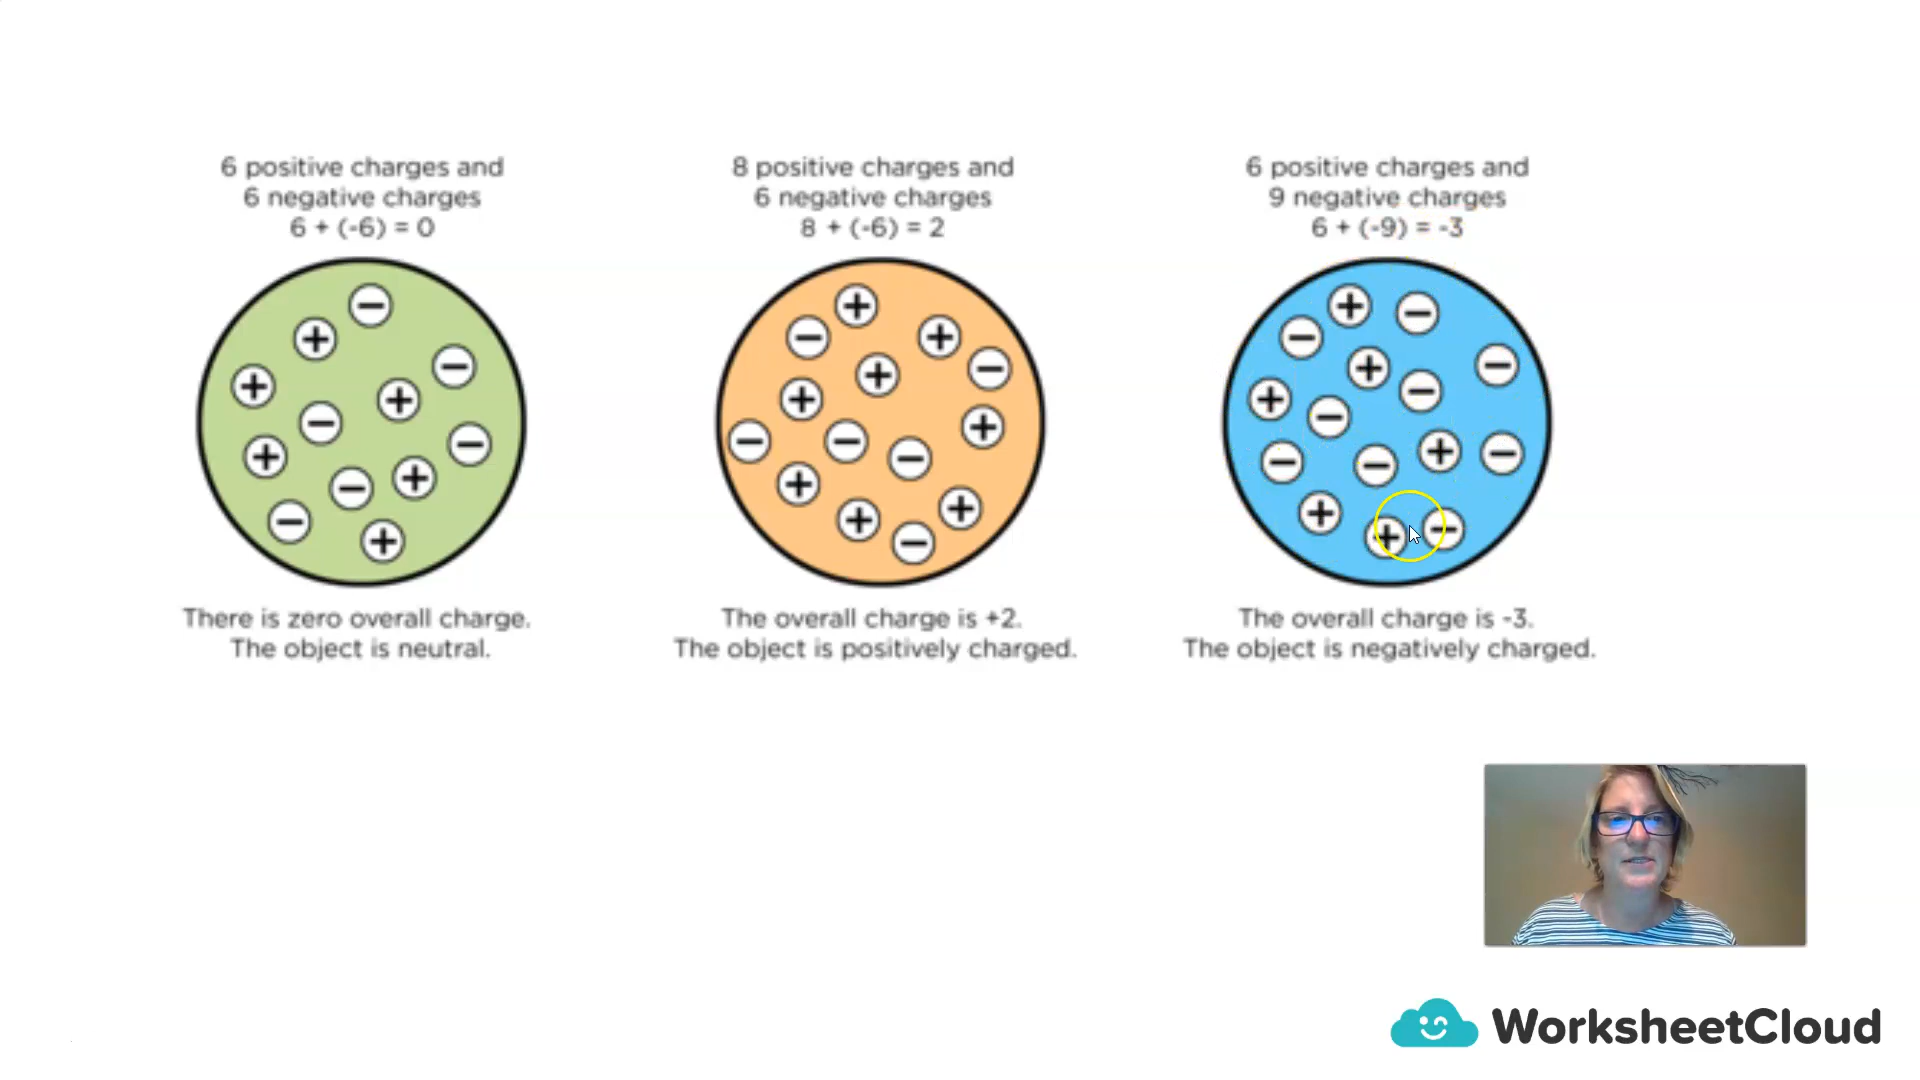 6 positive charges and
6 negative charges
6 + (-6) = 0
There is zero overall charge.
The object is neutral.
8 positive charges and
6 negative charges
8 + (-6) = 2
The overall charge is +2.
The object is positively charged.
6 positive charges and
9 negative charges
6 + (-9) = -3
The overall charge is -3.
The object is negatively charged.
WorksheetCloud